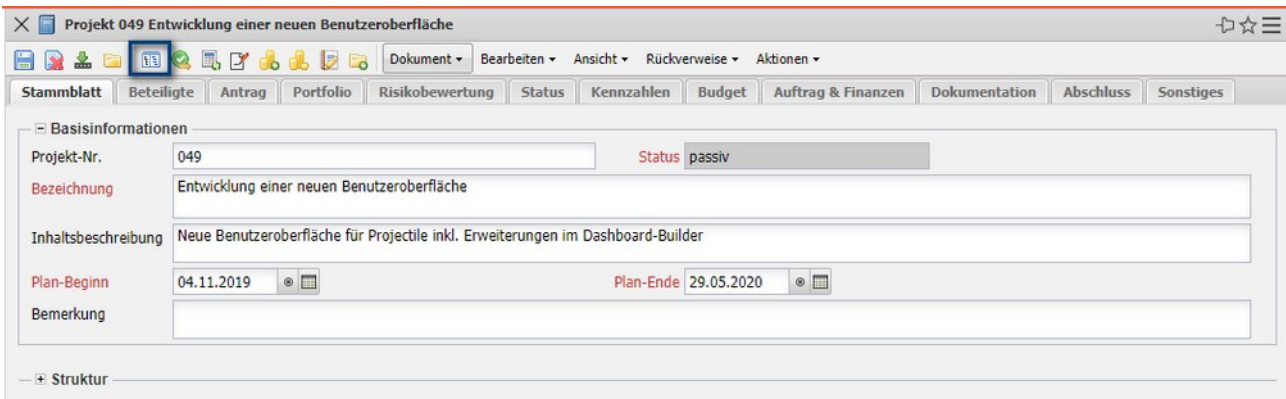 Projekt 049 Entwicklung einer neuen Benutzeroberfläche
Dokument Bearbeiten Ansicht Rückverweise Aktionen
Stammblatt Beteiligte Antrag Portfolio Risikobewertung Status Kennzahlen Budget Auftrag & Finanzen Dokumentation Abschluss Sonstiges
Basisinformationen
Projekt-Nr. 049 Status passiv
Bezeichnung Entwicklung einer neuen Benutzeroberfläche
Inhaltsbeschreibung Neue Benutzeroberfläche für Projectile inkl. Erweiterungen im Dashboard-Builder
Plan-Beginn 04.11.2019 Plan-Ende 29.05.2020
Bemerkung
Struktur